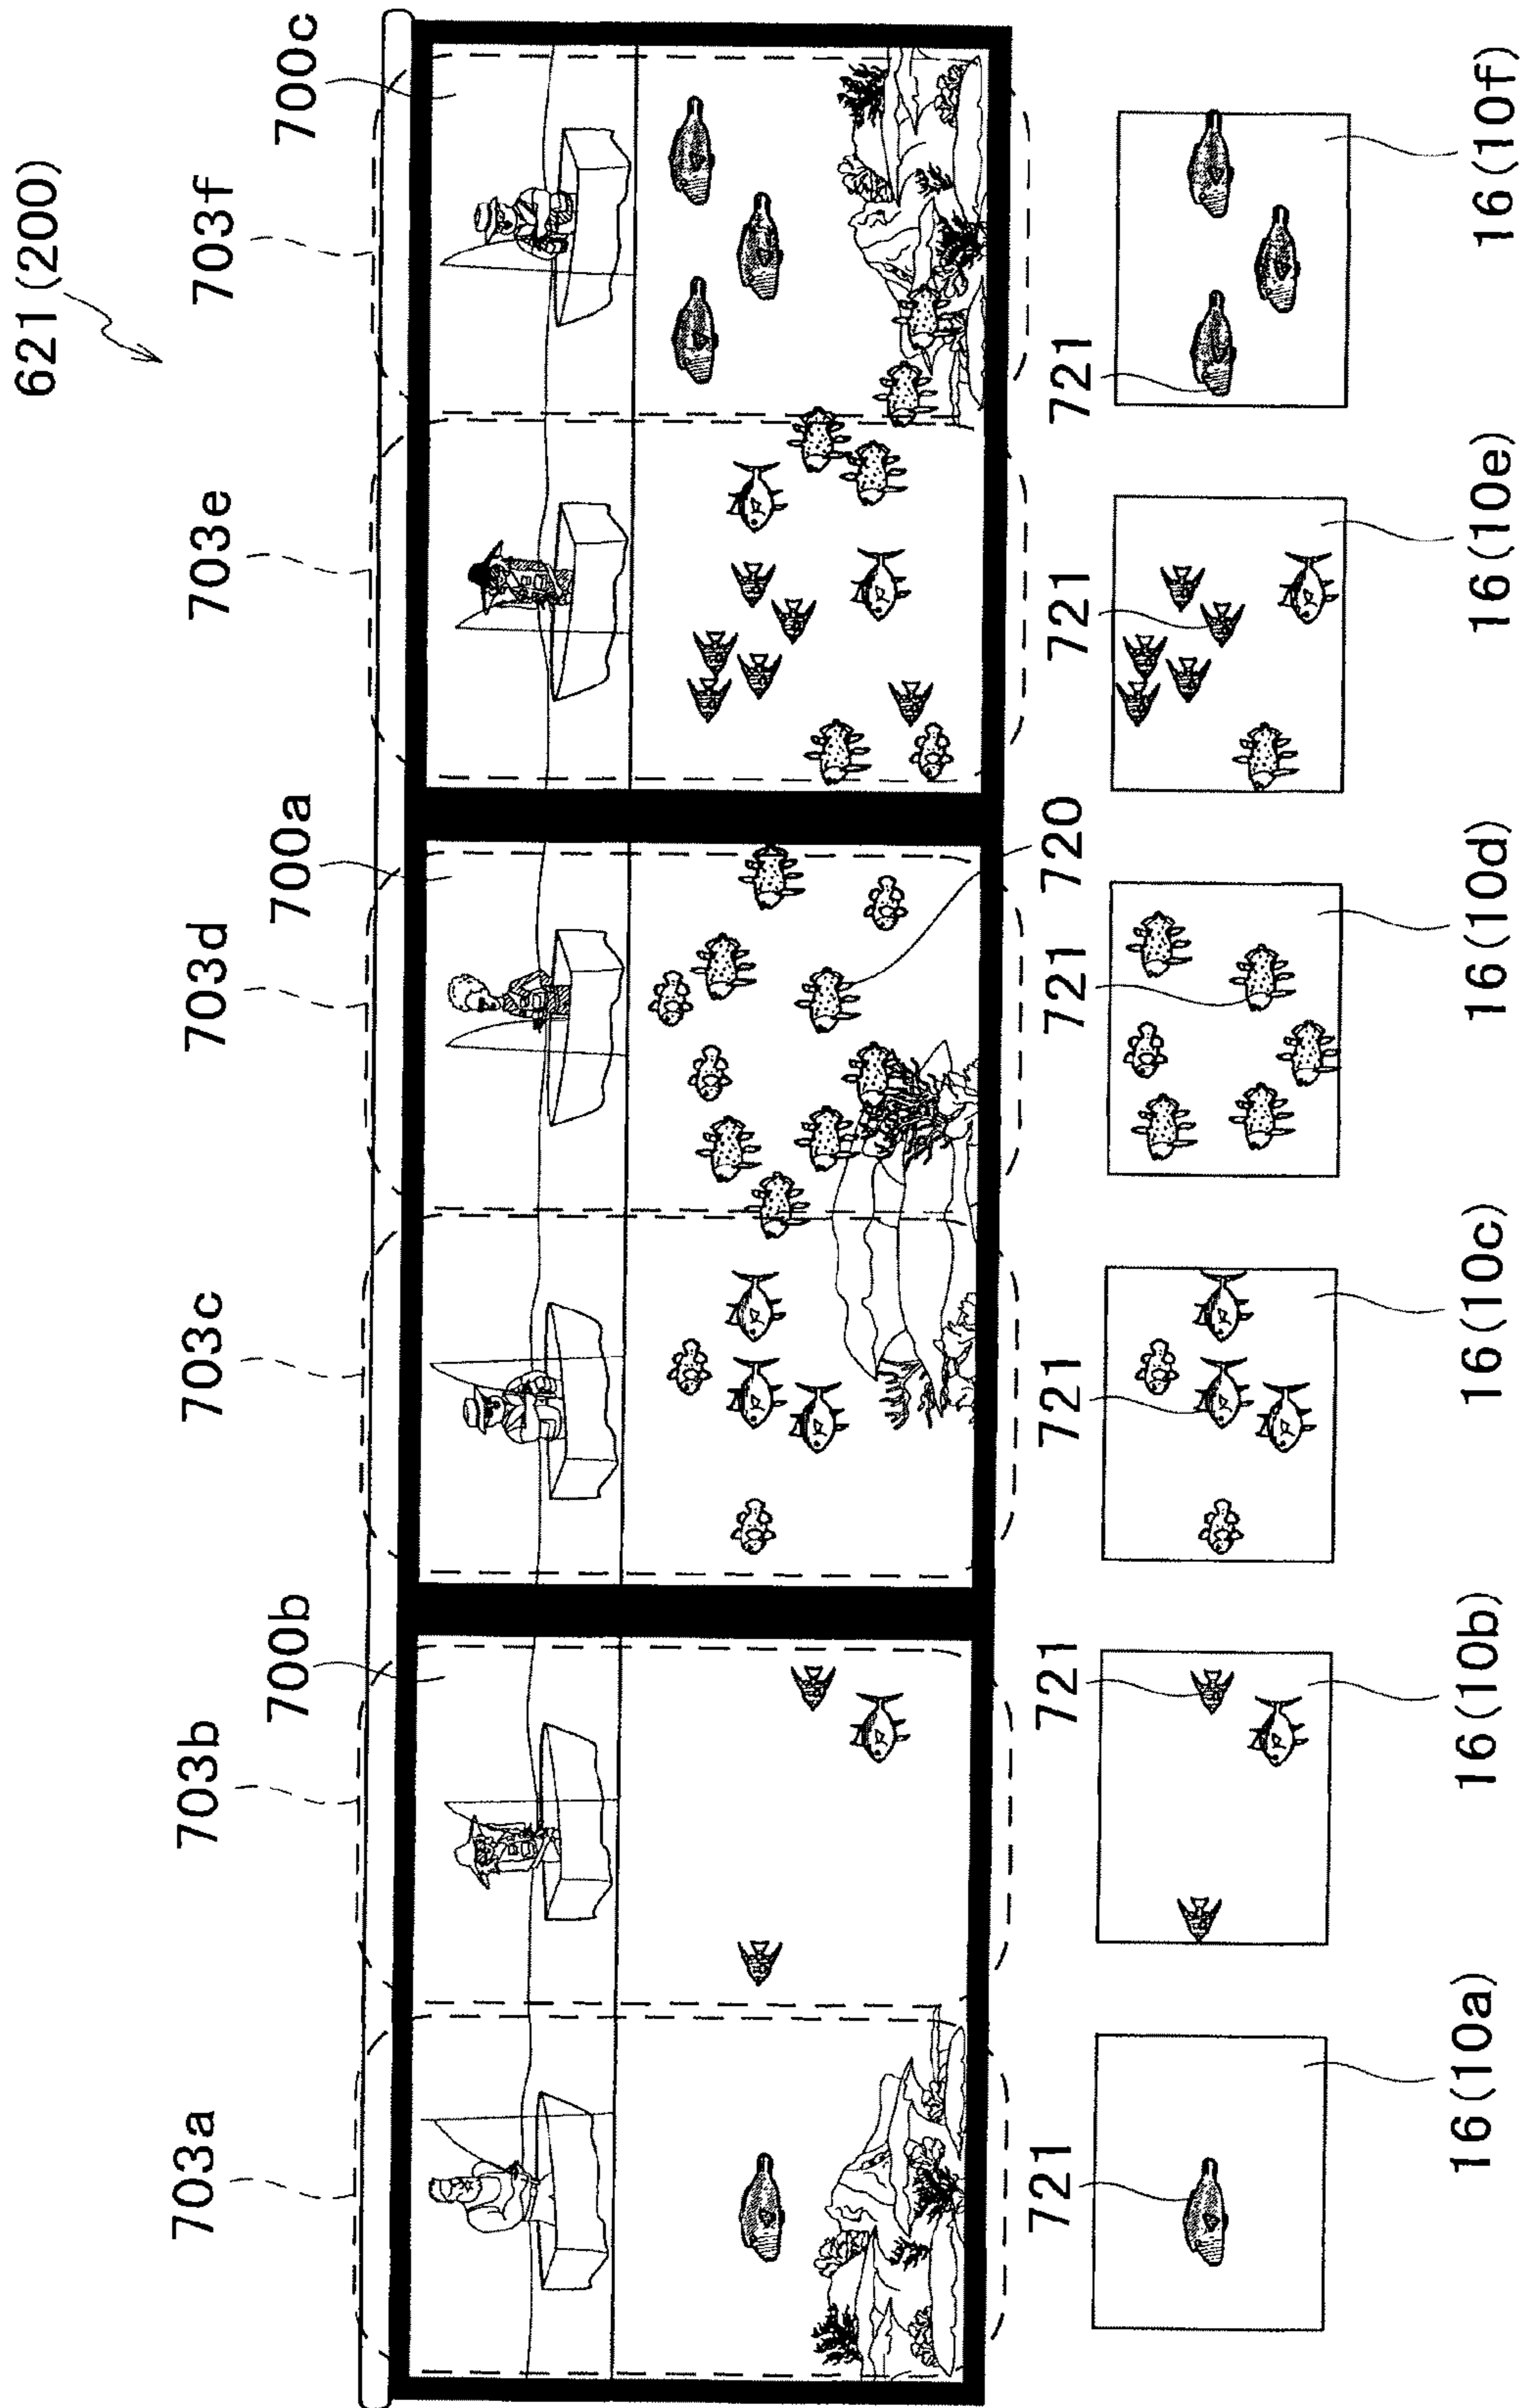 621(200)
703a 703b 703c 703d 703e 703f
700b 700a 700c
720
721 721 721 721 721 721
16(10a) 16(10b) 16(10c) 16(10d) 16(10e) 16(10f)